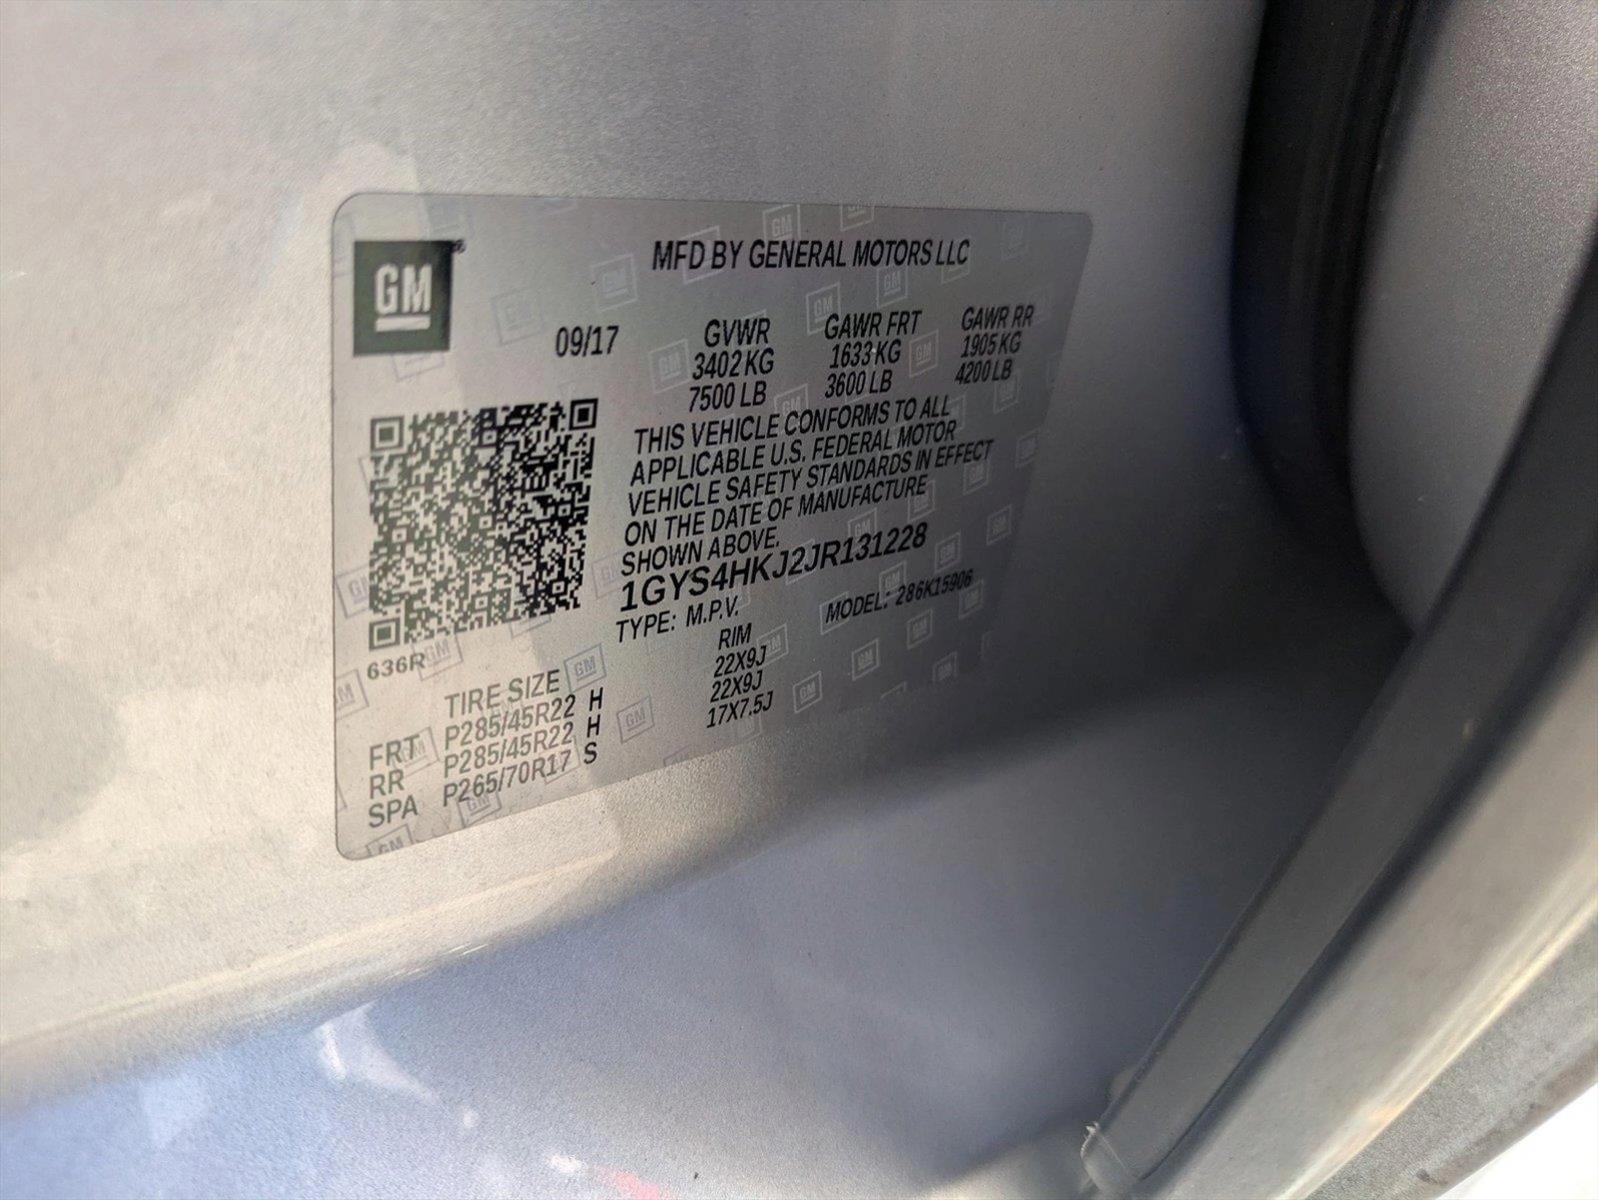 GM
MFD BY GENERAL MOTORS LLC
09/17
GVWR GAWR FRT GAWR RR
3402 KG 1633 KG 1905 KG
7500 LB 3600 LB 4200 LB
THIS VEHICLE CONFORMS TO ALL
APPLICABLE U.S. FEDERAL MOTOR
VEHICLE SAFETY STANDARDS IN EFFECT
ON THE DATE OF MANUFACTURE
SHOWN ABOVE.
1GYS4HKJ2JR131228
TYPE: M.P.V. MODEL: 286K15906
636R
TIRE SIZE RIM
FRT P285/45R22 H 22X9J
RR P285/45R22 H 22X9J
SPA P265/70R17 S 17X7.5J